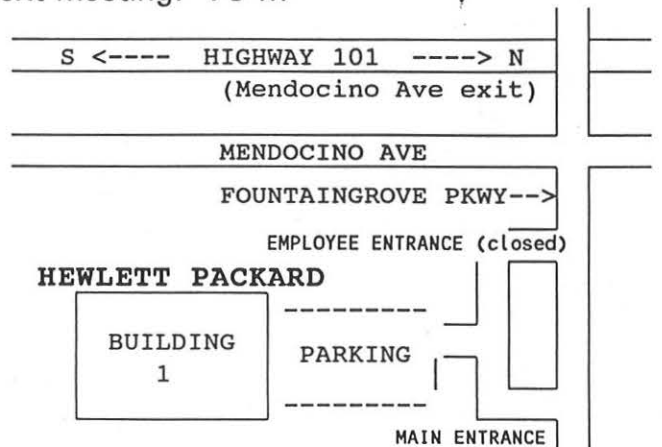 S <---- HIGHWAY 101 ----> N
(Mendocino Ave exit)
MENDOCINO AVE
FOUNTAINGROVE PKWY-->
EMPLOYEE ENTRANCE (closed)
HEWLETT PACKARD
BUILDING
1
PARKING
MAIN ENTRANCE